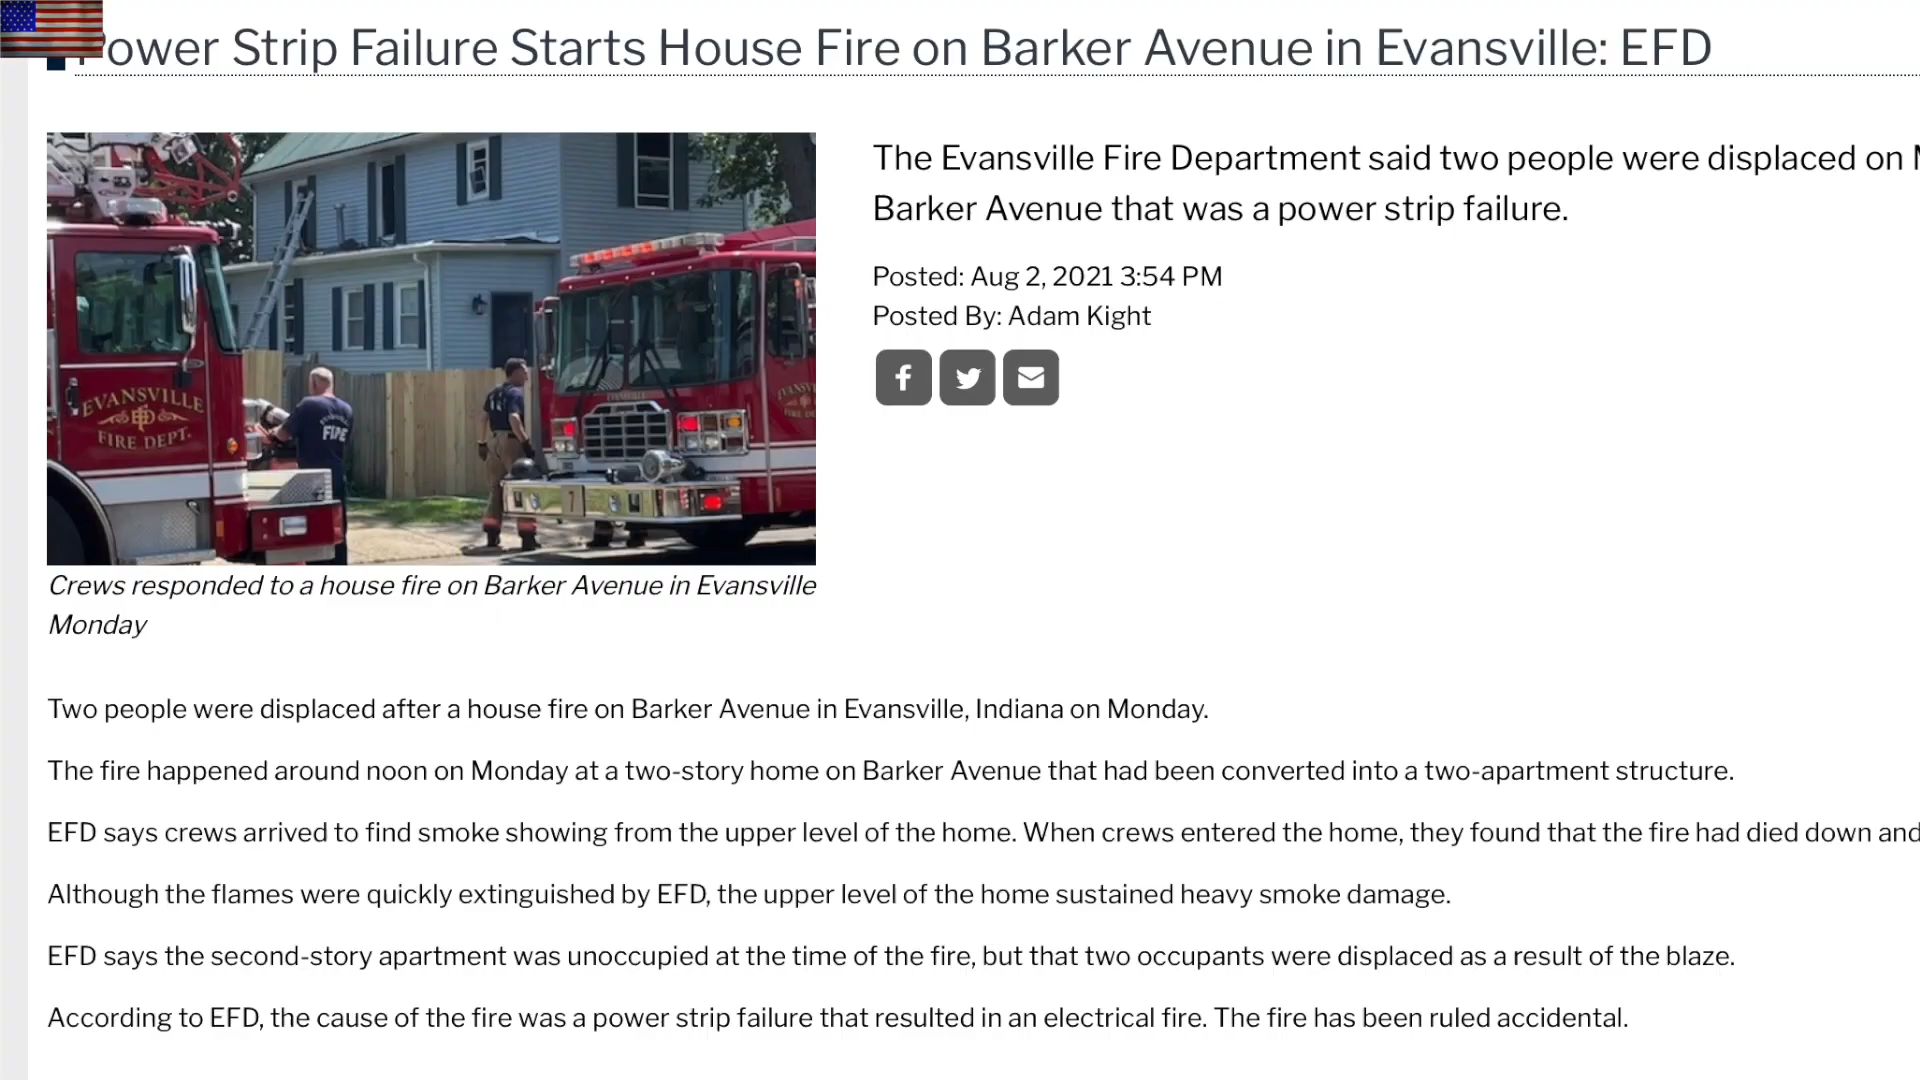 ower Strip Failure Starts House Fire on Barker Avenue in Evansville: EFD
The Evansville Fire Department said two people were displaced on
Barker Avenue that was a power strip failure.
Posted: Aug 2, 2021 3:54 PM
Posted By: Adam Kight
EVANSVILLE
FIRE DEPT.
FIRE
7
Crews responded to a house fire on Barker Avenue in Evansville
Monday
Two people were displaced after a house fire on Barker Avenue in Evansville, Indiana on Monday.
The fire happened around noon on Monday at a two-story home on Barker Avenue that had been converted into a two-apartment structure.
EFD says crews arrived to find smoke showing from the upper level of the home. When crews entered the home, they found that the fire had died down and
Although the flames were quickly extinguished by EFD, the upper level of the home sustained heavy smoke damage.
EFD says the second-story apartment was unoccupied at the time of the fire, but that two occupants were displaced as a result of the blaze.
According to EFD, the cause of the fire was a power strip failure that resulted in an electrical fire. The fire has been ruled accidental.